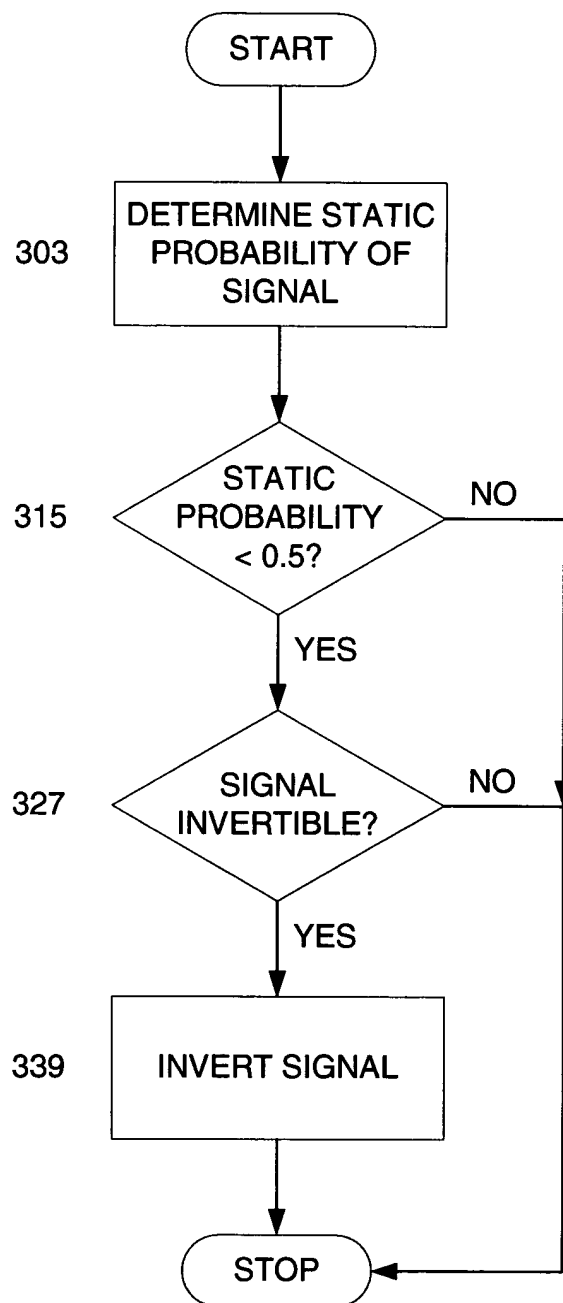 START
303
DETERMINE STATIC
PROBABILITY OF
SIGNAL
315
STATIC
PROBABILITY
< 0.5?
NO
YES
327
SIGNAL
INVERTIBLE?
NO
YES
339
INVERT SIGNAL
STOP